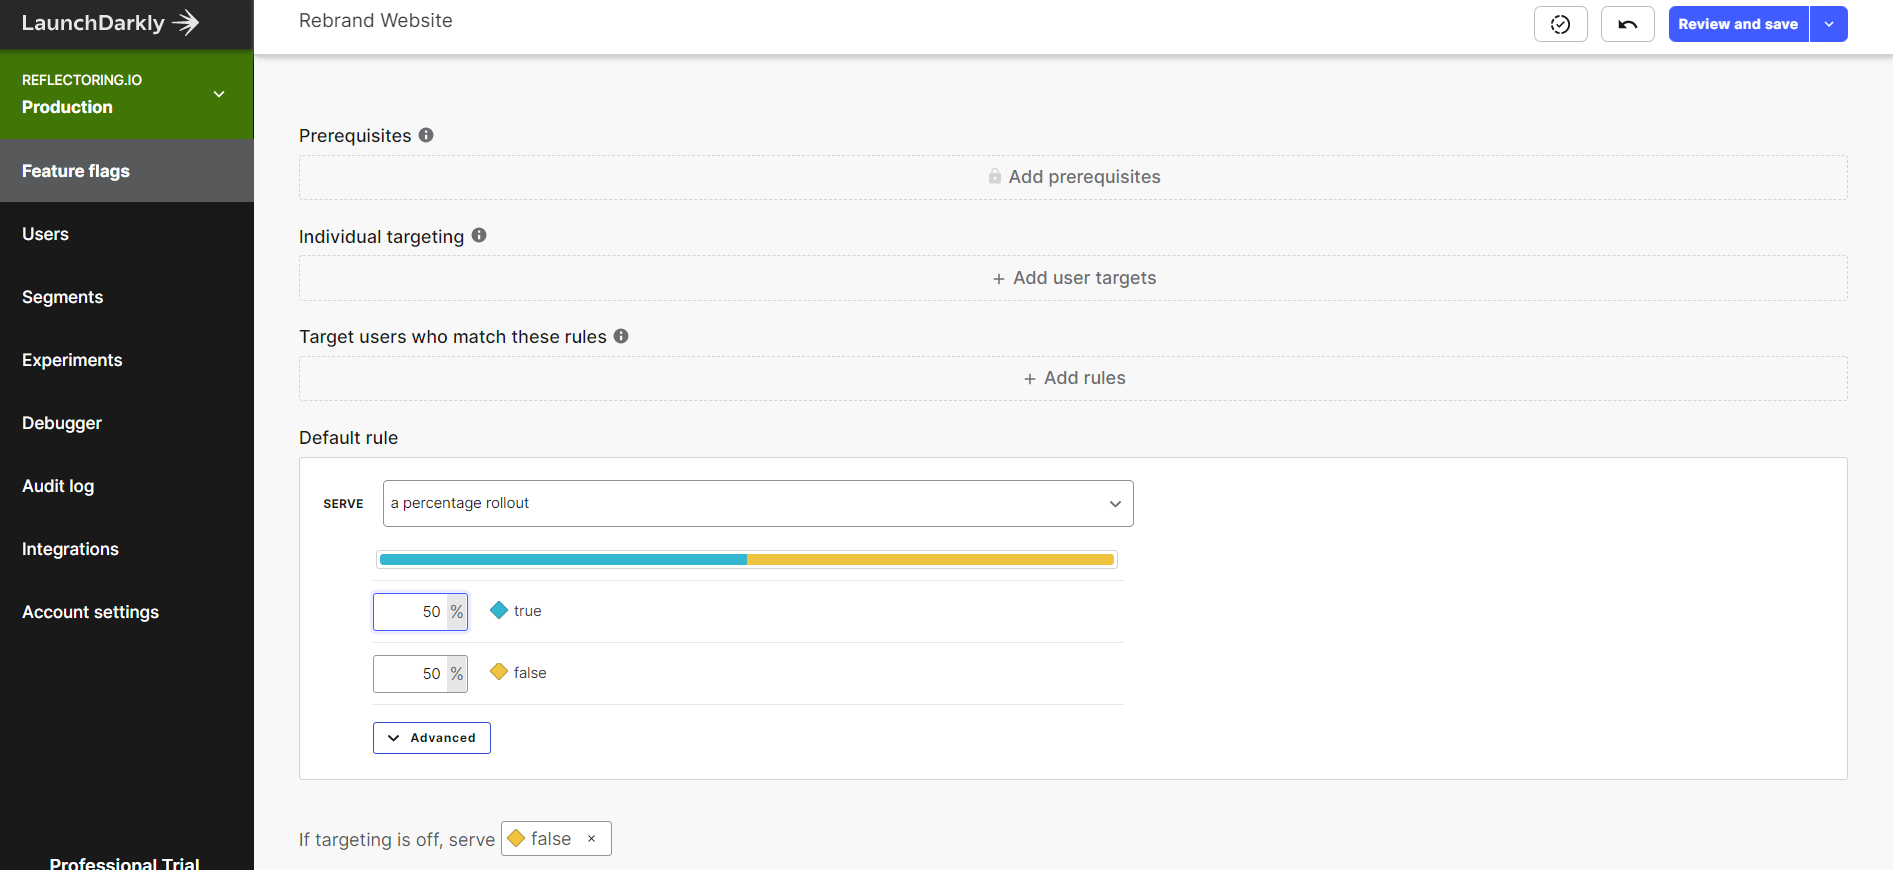 LaunchDarkly
REFLECTORING.IO
Production
Feature flags
Users
Segments
Experiments
Debugger
Audit log
Integrations
Account settings
Professional Trial
Rebrand Website
Review and save
Prerequisites
Add prerequisites
Individual targeting
+ Add user targets
Target users who match these rules
+ Add rules
Default rule
SERVE a percentage rollout
50 % true
50 % false
Advanced
If targeting is off, serve false ×